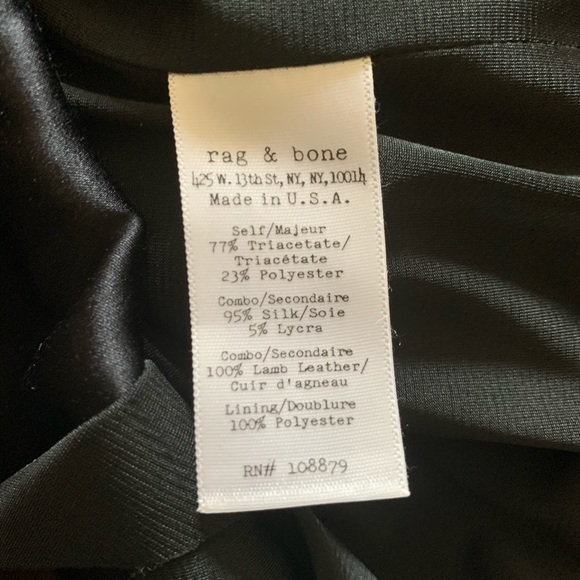 rag & bone
425 W. 13th St, NY, NY, 10014
Made in U.S.A.
Self/Majeur
77% Triacetate/
Triacétate
23% Polyester
Combo/Secondaire
95% Silk/Soie
5% Lycra
Combo/Secondaire
100% Lamb Leather/
Cuir d'agneau
Lining/Doublure
100% Polyester
RN# 108879